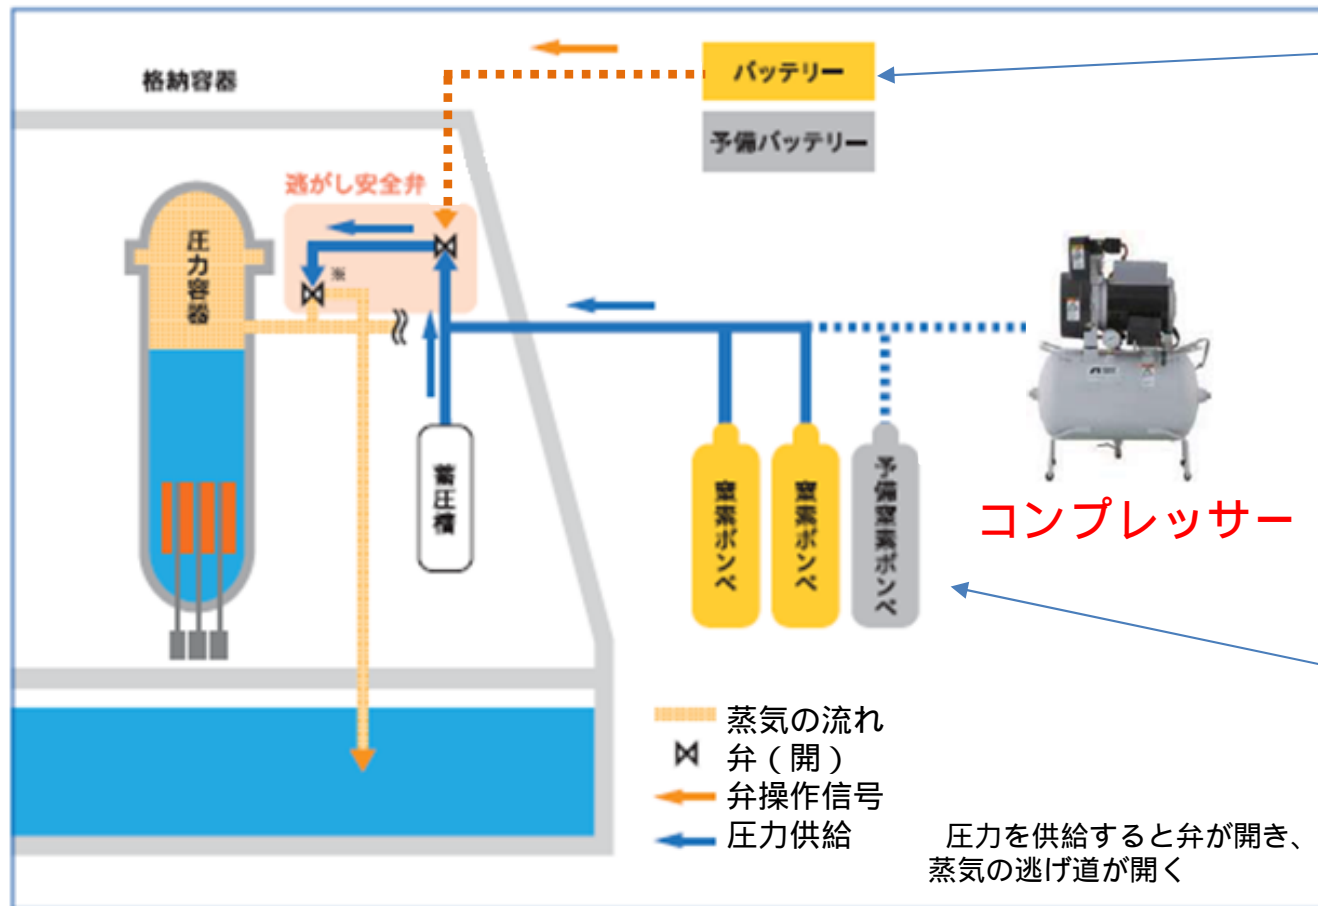 格納容器
バッテリー
予備バッテリー
逃がし安全弁
圧力容器
※
蓄圧槽
窒素ボンベ
窒素ボンベ
予備窒素ボンベ
コンプレッサー
蒸気の流れ
弁（開）
弁操作信号
圧力供給
圧力を供給すると弁が開き、
蒸気の逃げ道が開く